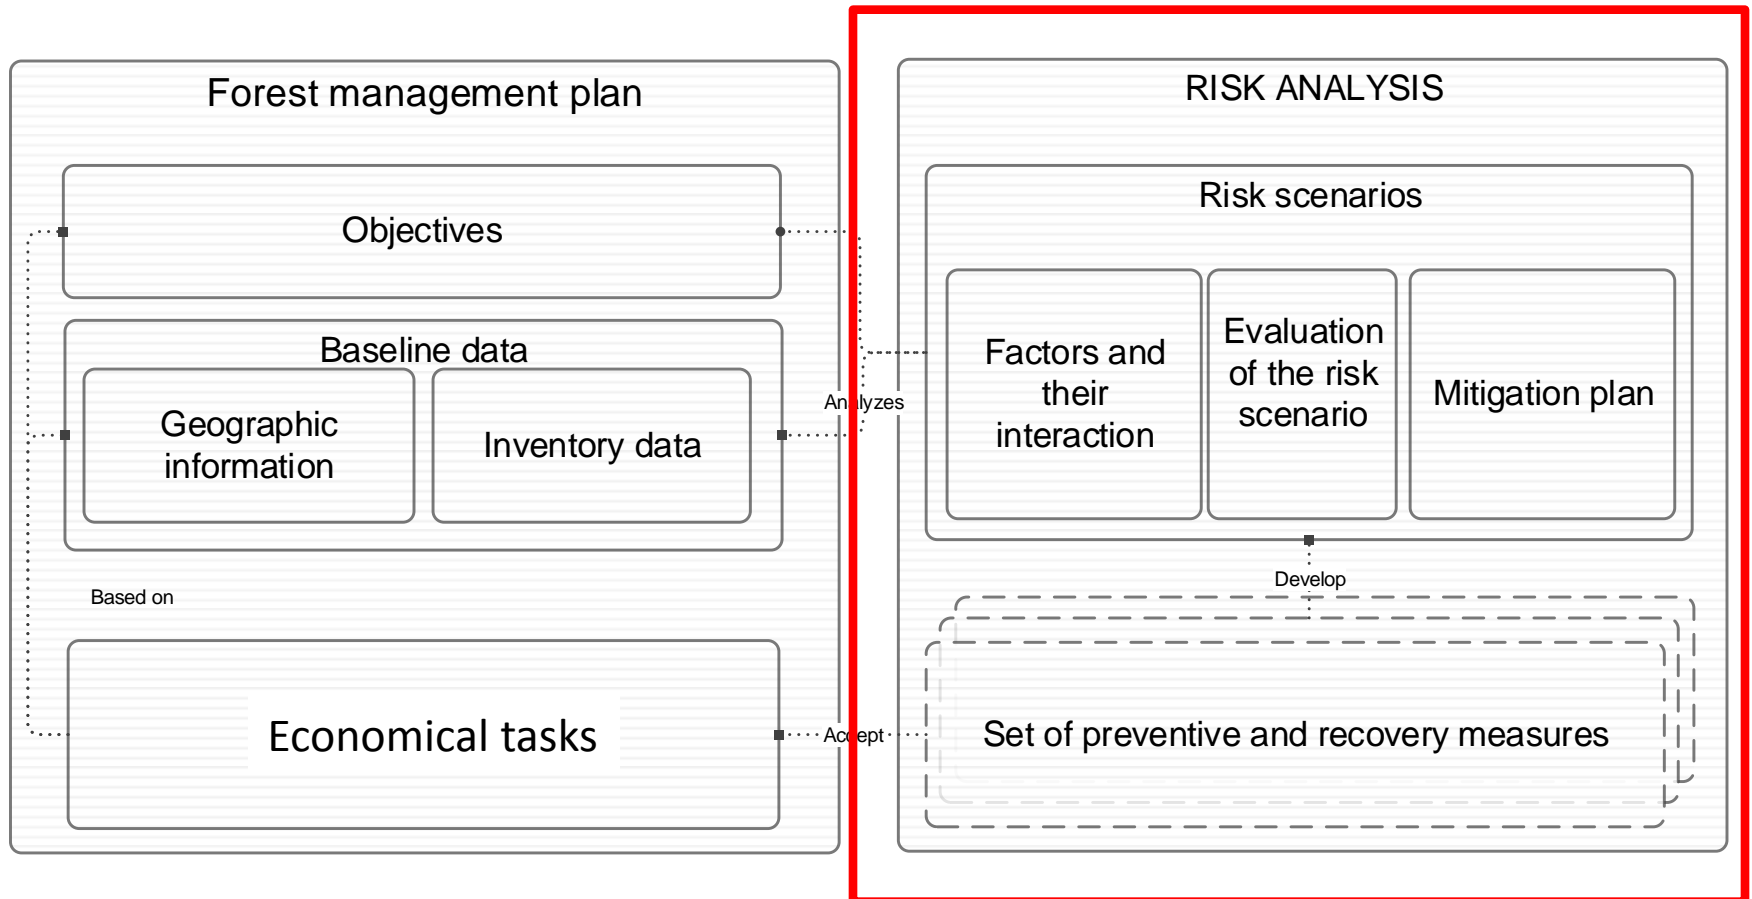 Forest management plan
Objectives
Baseline data
Geographic
information
Inventory data
Based on
Economical tasks
Analyzes
Accept
RISK ANALYSIS
Risk scenarios
Factors and
their
interaction
Evaluation
of the risk
scenario
Mitigation plan
Develop
Set of preventive and recovery measures